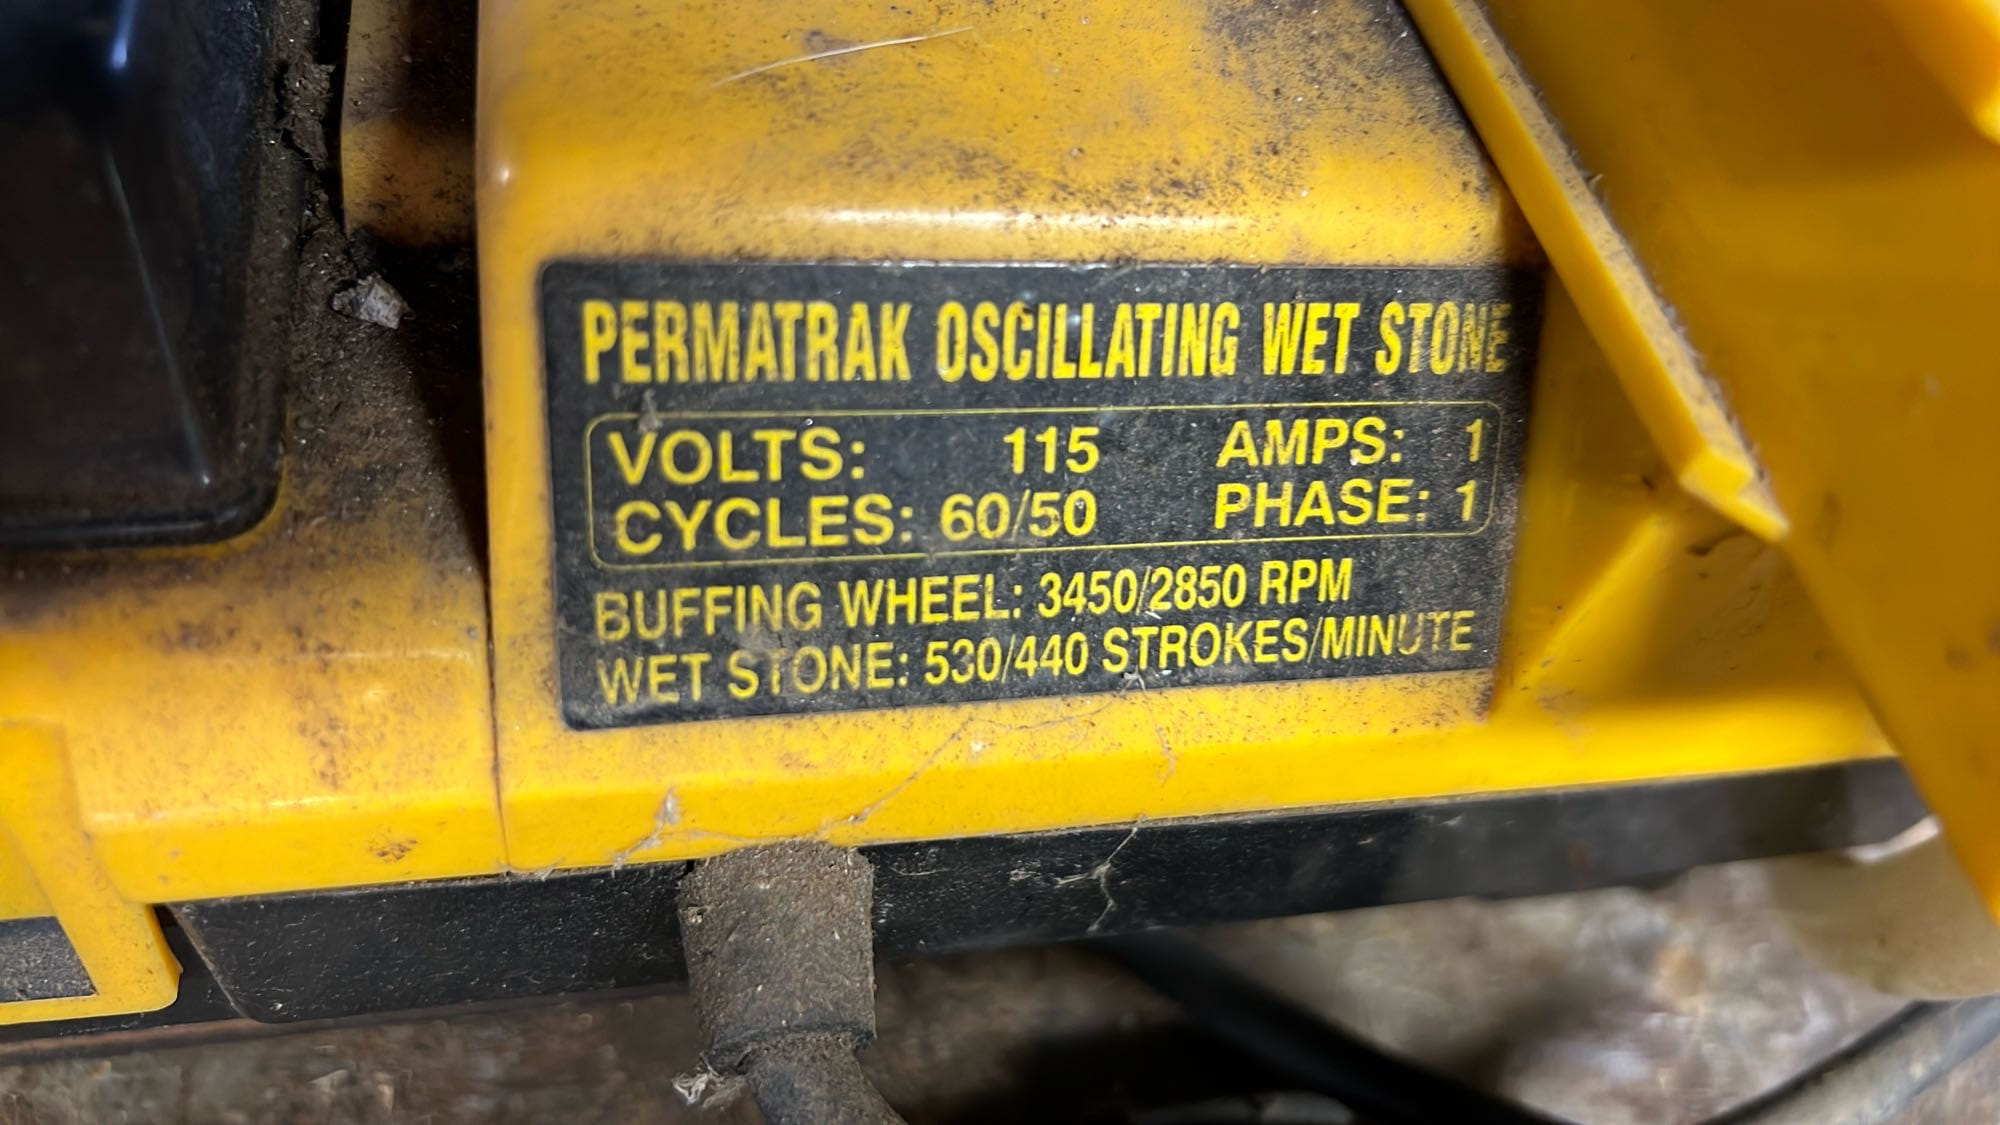 PERMATRAK OSCILLATING WET STONE
VOLTS: 115 AMPS: 1
CYCLES: 60/50 PHASE: 1
BUFFING WHEEL: 3450/2850 RPM
WET STONE: 530/440 STROKES/MINUTE